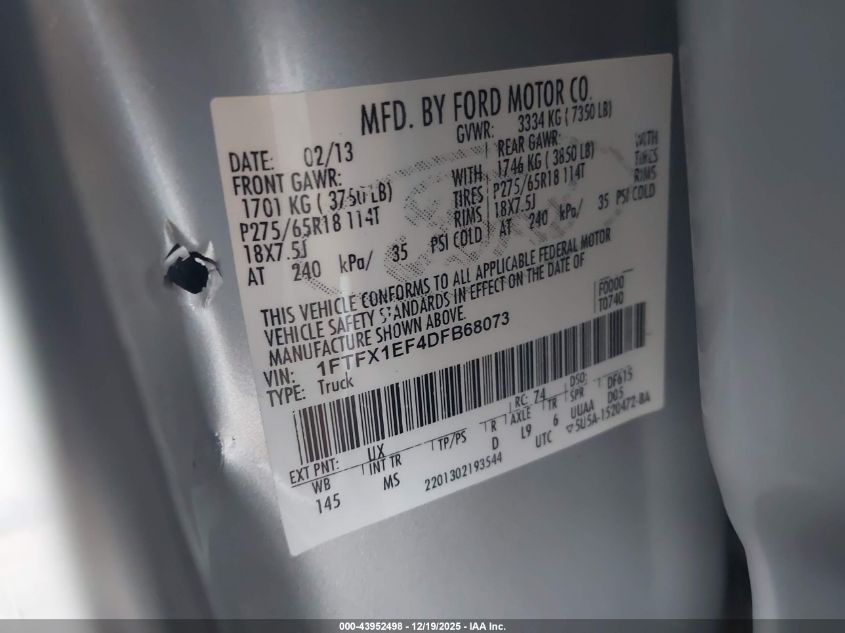 MFD. BY FORD MOTOR CO.
DATE: 02/13 GVWR: 3334 KG ( 7350 LB)
FRONT GAWR: REAR GAWR:
1701 KG ( 3750 LB) WITH 1746 KG ( 3850 LB) WITH
P275/65R18 114T TIRES P275/65R18 114T TIRES
18X7.5J RIMS 18X7.5J RIMS
AT 240 kPa/ 35 PSI COLD AT 240 kPa/ 35 PSI COLD
THIS VEHICLE CONFORMS TO ALL APPLICABLE FEDERAL MOTOR
VEHICLE SAFETY STANDARDS IN EFFECT ON THE DATE OF
MANUFACTURE SHOWN ABOVE. F0000
VIN: 1FTFX1EF4DFB68073 T0740
TYPE: Truck
EXT PNT: UX RC: 74 DSO: DF615
WB INT TR TP/PS R AXLE TR SPR D05
145 MS D L9 6 UUAA
2201302193544 UTC ▽5U5A-1520472-BA
000-43952498 - 12/19/2025 - IAA Inc.